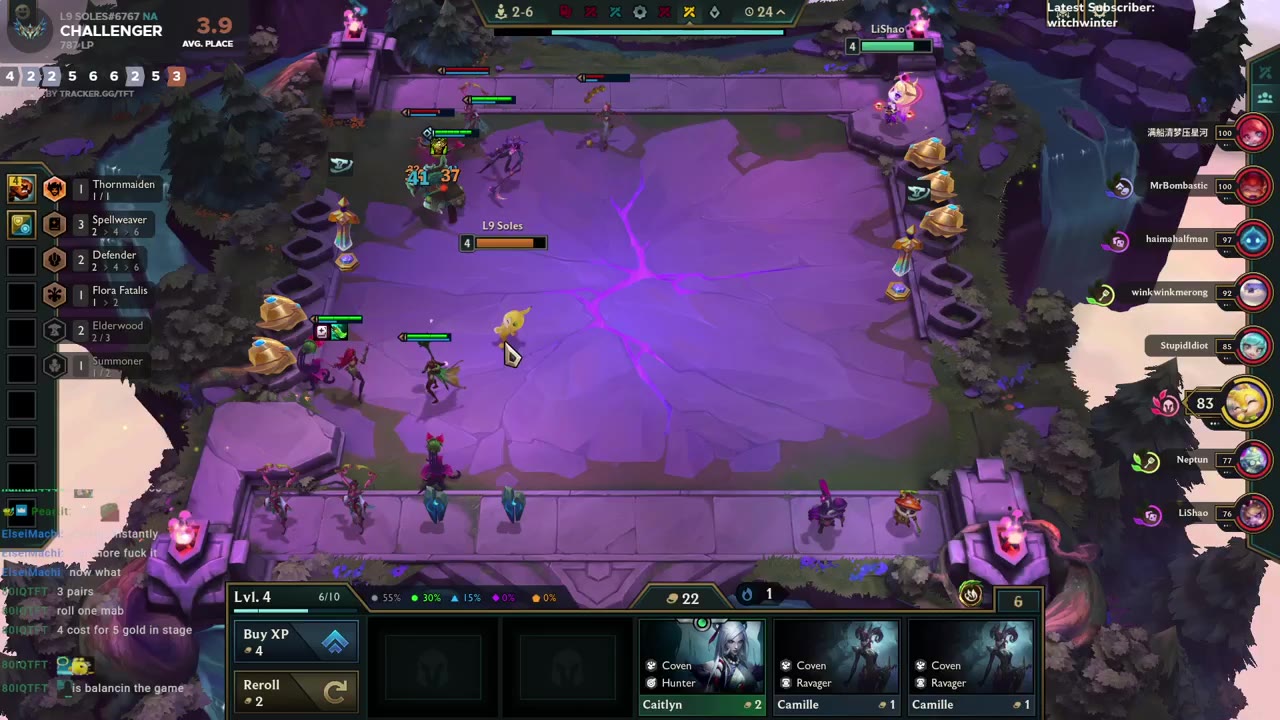 L9 SOLES#6767 NA
CHALLENGER
787 LP
3.9
AVG. PLACE
4 2 2 5 6 6 2 5 3
BY TRACKER.GG/TFT
2-6
24
Latest Subscriber:
witchwinter
LiShao
4
41 37
L9 Soles
4
1 Thornmaiden
1 / 1
3 Spellweaver
2 > 4 > 6
2 Defender
2 > 4 > 6
1 Flora Fatalis
1 > 2
2 Elderwood
2 / 3
1 Summoner
1 / 2
满船清梦压星河 100
MrBombastic 100
haimahalfman 97
winkwinkmerong 92
StupidIdiot 85
83
Neptun 77
LiShao 76
ElseIMachi: now what
80IQTFT 3 pairs
roll one mab
80IQTFT 4 cost for 5 gold in stage
80IQTFT
80IQTFT is balancin the game
Lvl. 4 6/10
55% 30% 15% 0% 0%
22
1
6
Buy XP
4
Reroll
2
Coven
Hunter
Caitlyn 2
Coven
Ravager
Camille 1
Coven
Ravager
Camille 1